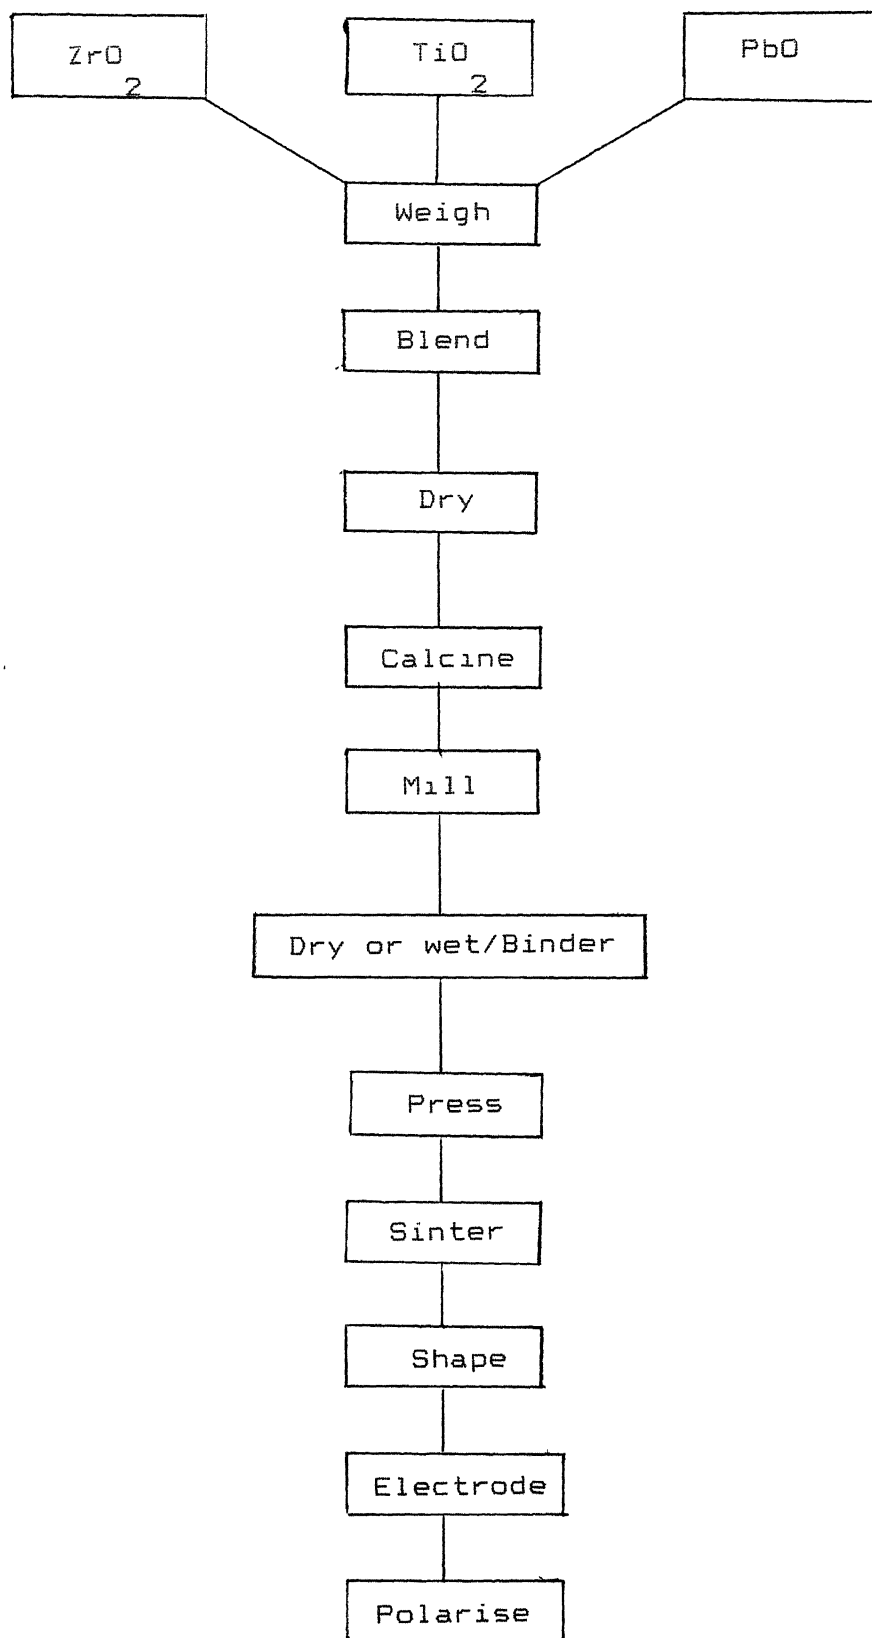 ZrO2
TiO2
PbO
Weigh
Blend
Dry
Calcine
Mill
Dry or wet/Binder
Press
Sinter
Shape
Electrode
Polarise